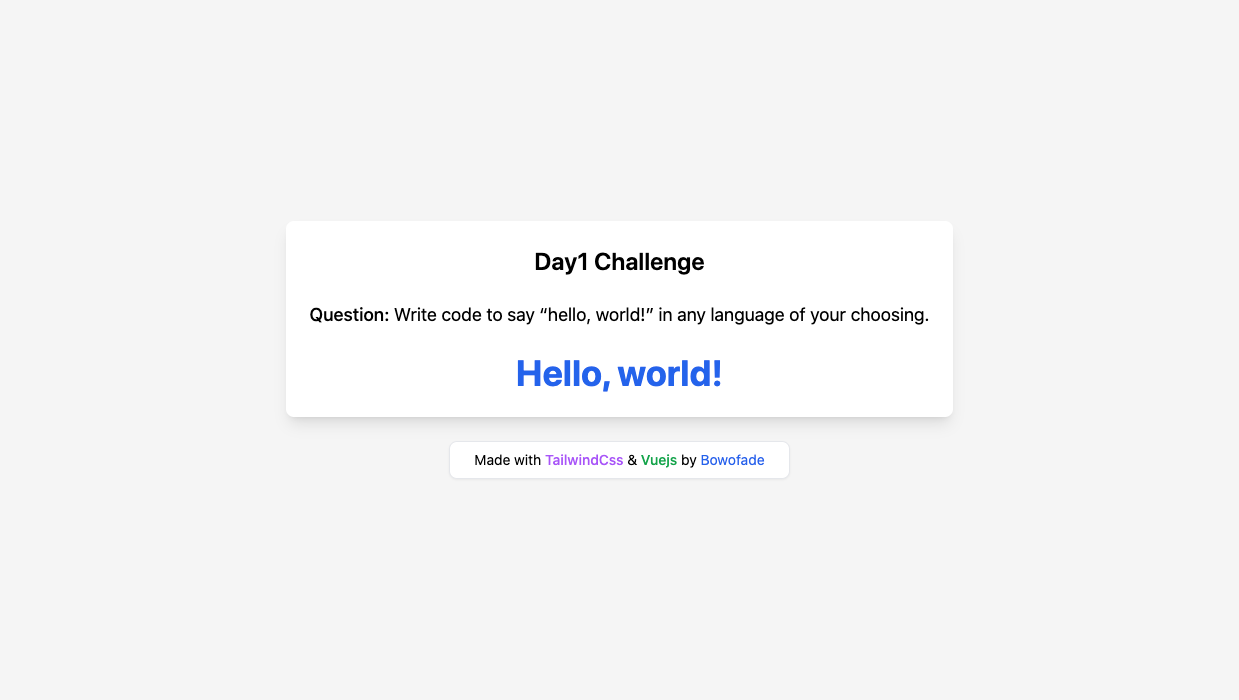 Day1 Challenge
Question: Write code to say “hello, world!” in any language of your choosing.
Hello, world!
Made with TailwindCss & Vuejs by Bowofade